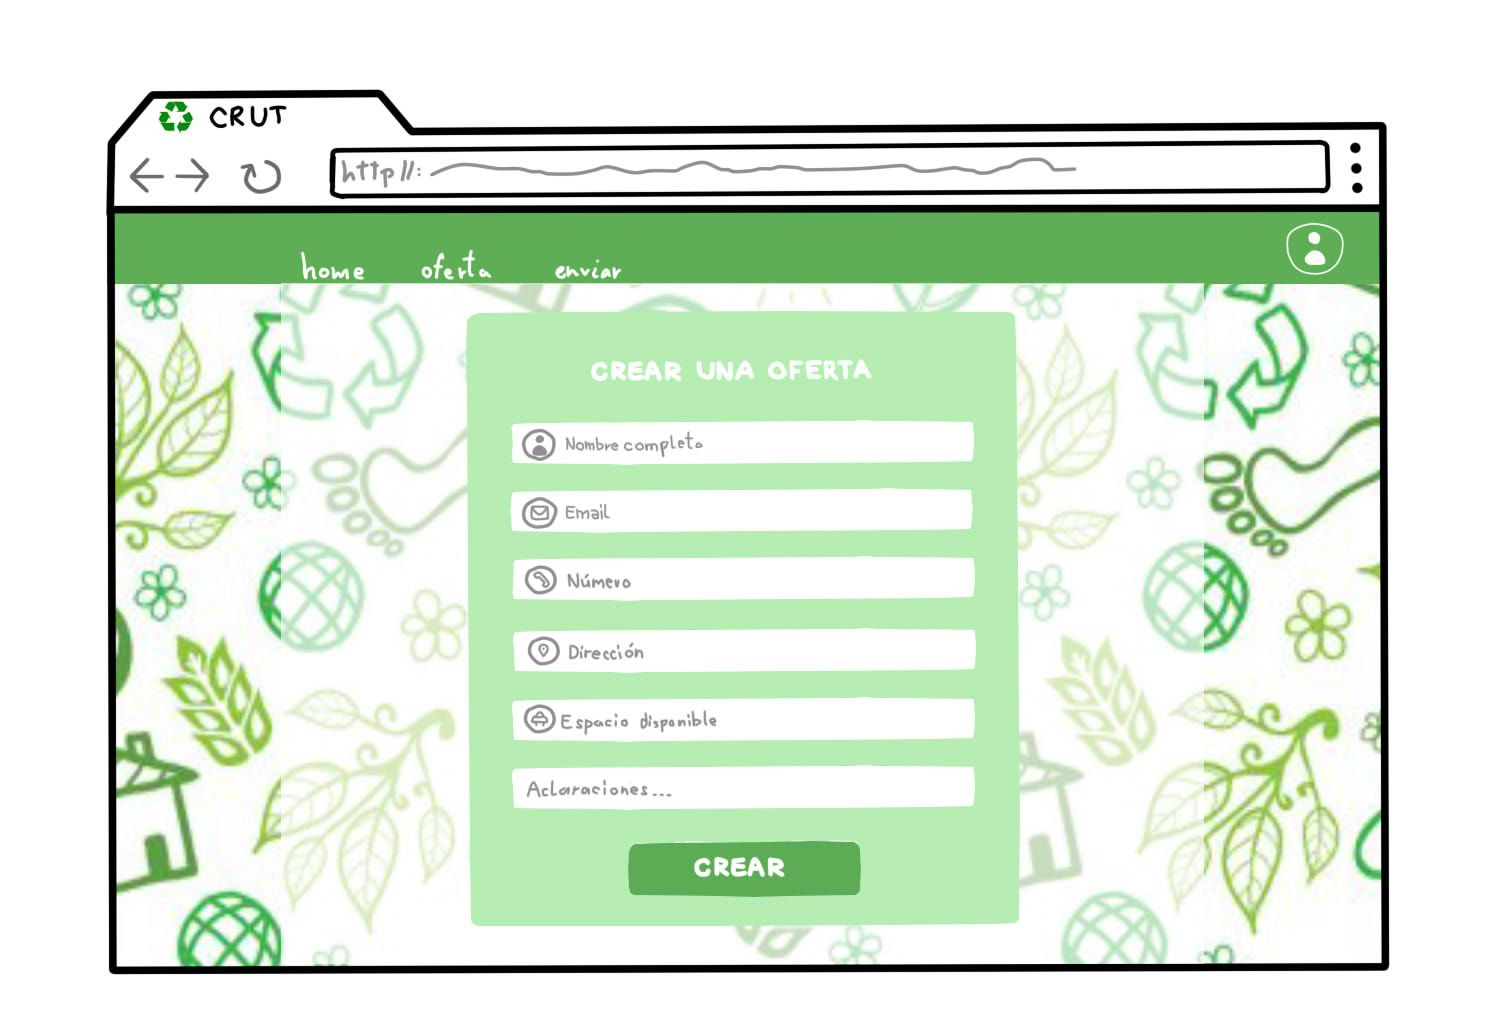 CRUT
http//:
home oferta enviar
CREAR UNA OFERTA
Nombre completo
Email
Número
Dirección
Espacio disponible
Aclaraciones...
CREAR